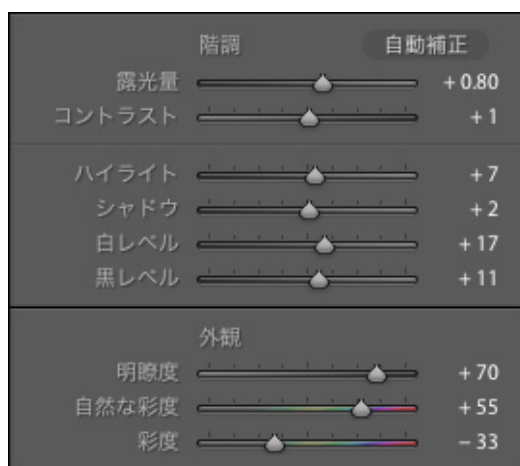 階調 自動補正
露光量 + 0.80
コントラスト + 1
ハイライト + 7
シャドウ + 2
白レベル + 17
黒レベル + 11
外観
明瞭度 + 70
自然な彩度 + 55
彩度 − 33